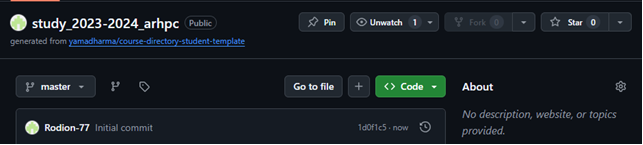 study_2023-2024_arhpc Public Pin Unwatch 1 Fork 0 Star 0
generated from yamadharma/course-directory-student-template
master Go to file Code About
No description, website, or topics
provided.
Rodion-77 Initial commit 1d0f1c5 · now